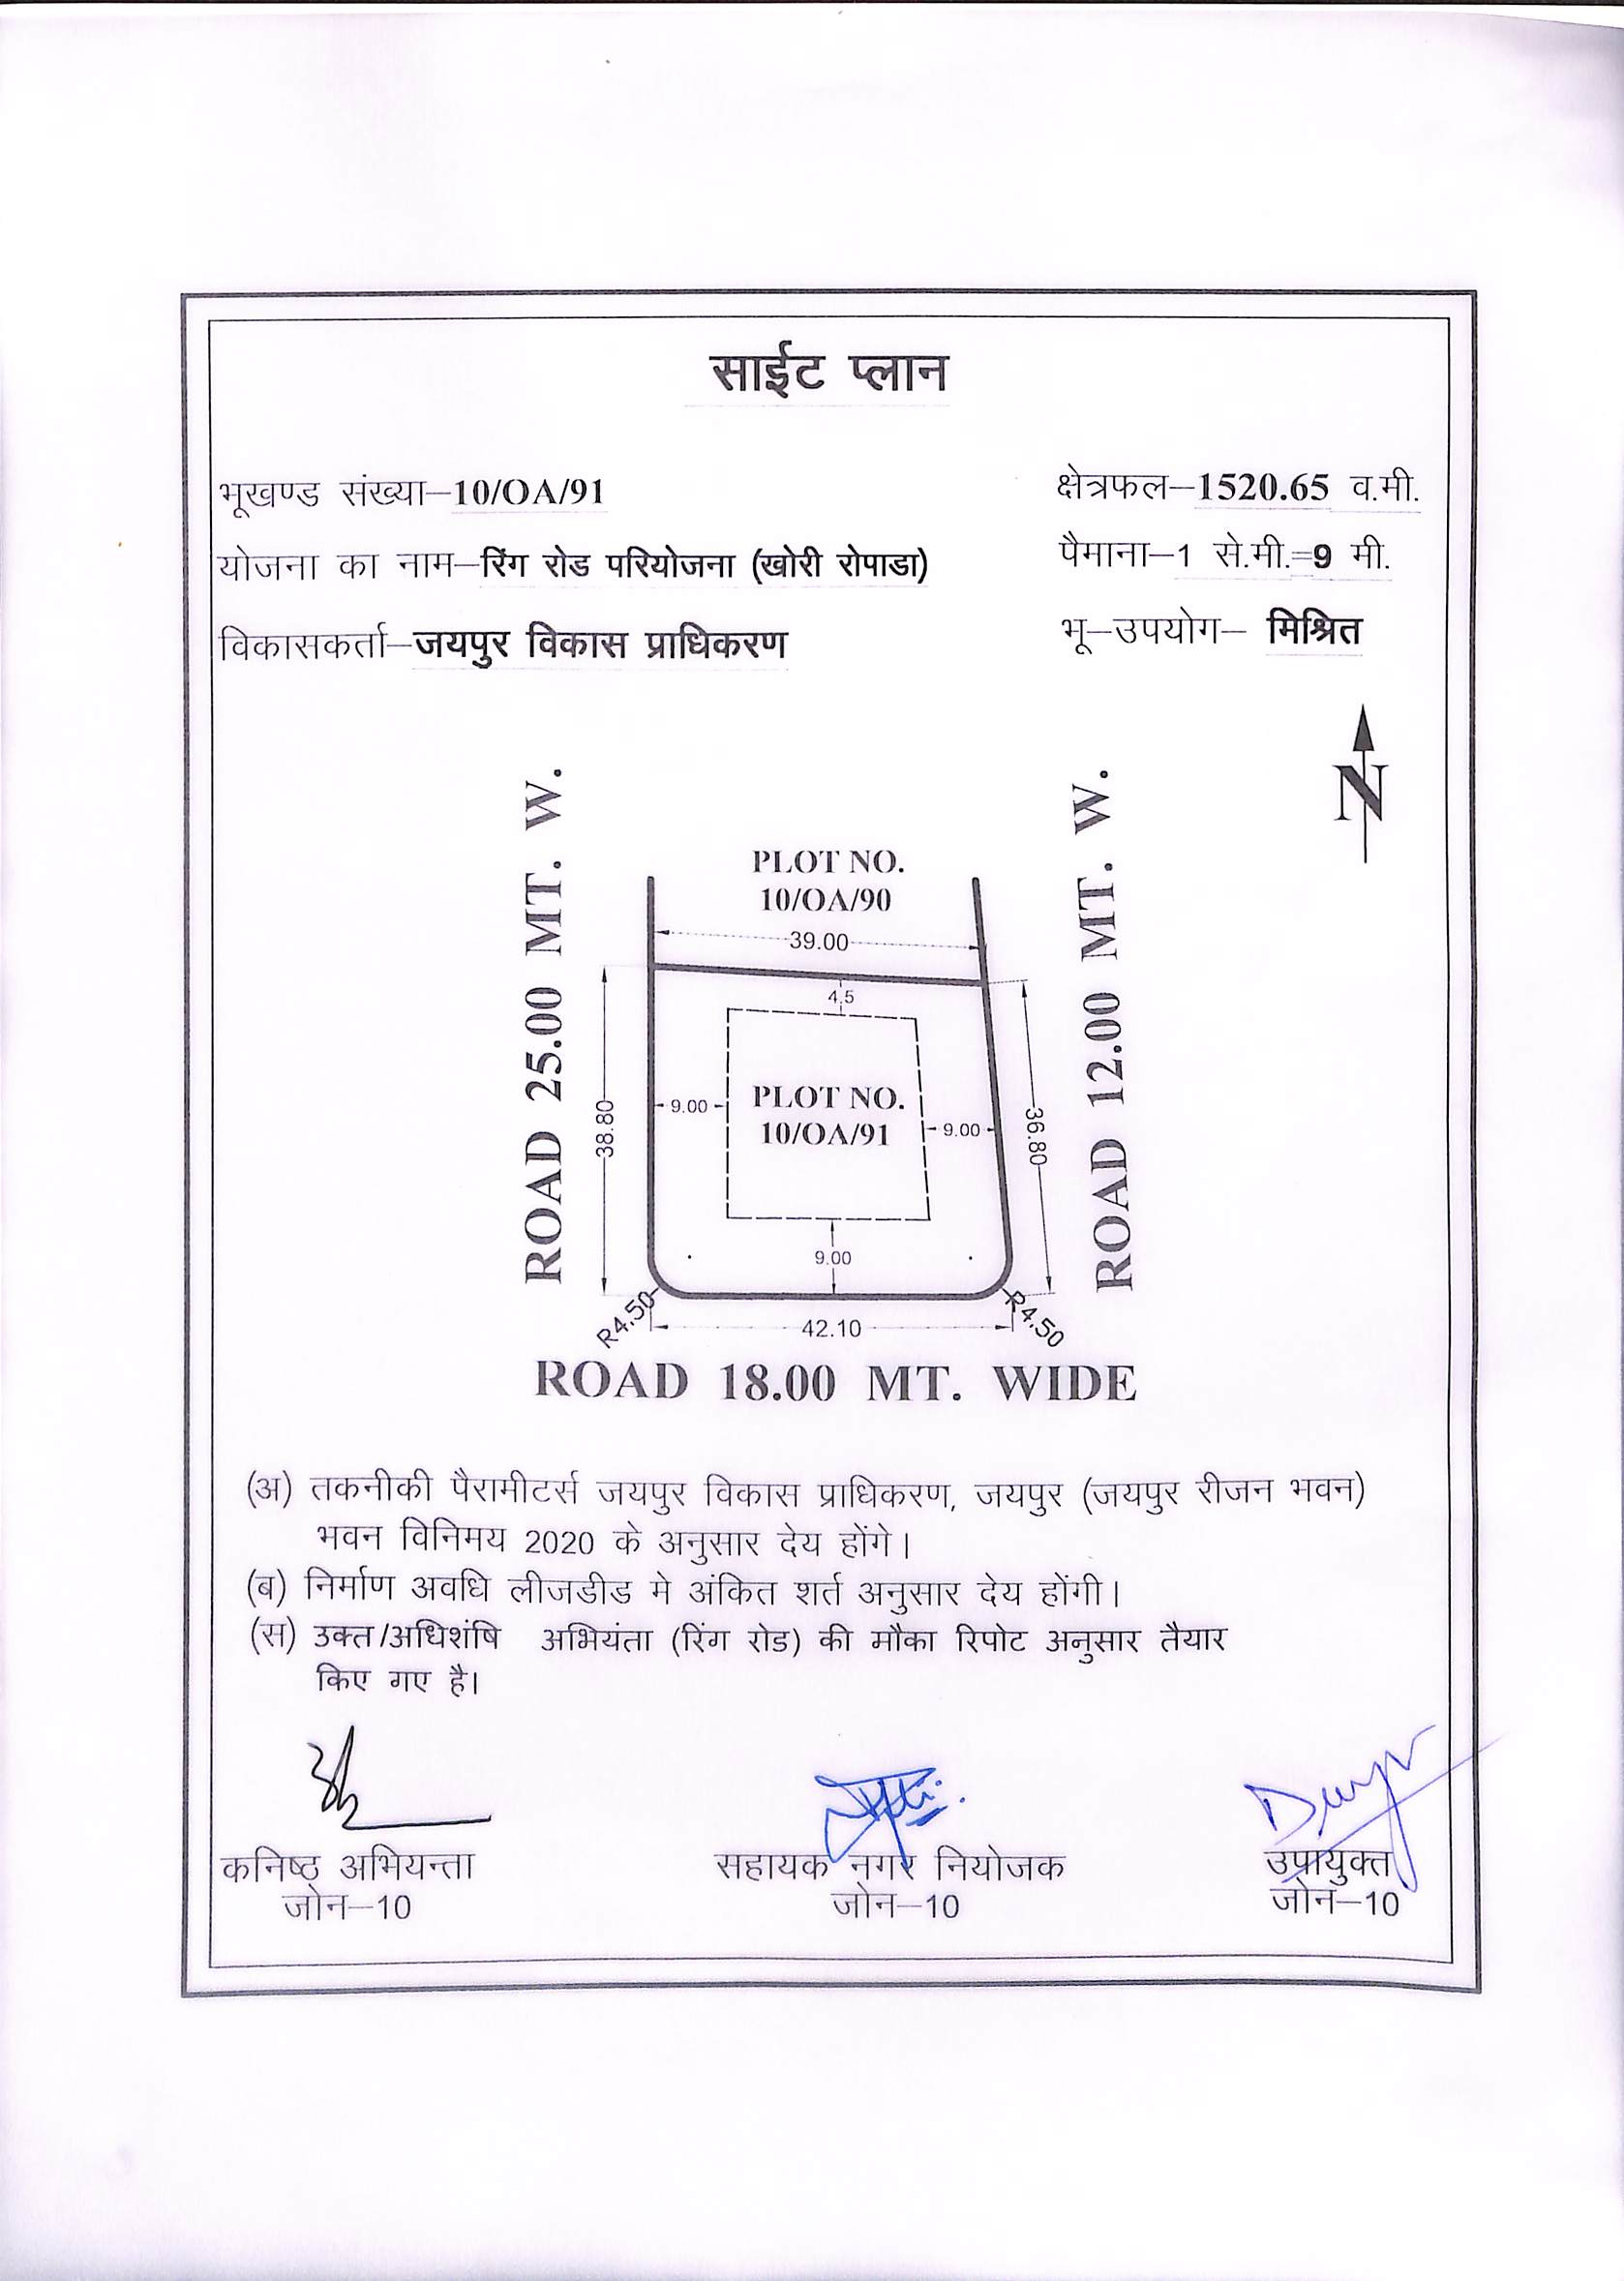 साईट प्लान
भूखण्ड संख्या–10/OA/91
क्षेत्रफल–1520.65 व.मी.
योजना का नाम–रिंग रोड परियोजना (खोरी रोपाडा)
पैमाना–1 से.मी.=9 मी.
विकासकर्ता–जयपुर विकास प्राधिकरण
भू–उपयोग– मिश्रित
N
ROAD 25.00 MT. W.
ROAD 12.00 MT. W.
PLOT NO.
10/OA/90
39.00
4.5
38.80
9.00
PLOT NO.
10/OA/91
9.00
36.80
9.00
R4.50
42.10
R4.50
ROAD 18.00 MT. WIDE
(अ) तकनीकी पैरामीटर्स जयपुर विकास प्राधिकरण, जयपुर (जयपुर रीजन भवन)
भवन विनिमय 2020 के अनुसार देय होंगे।
(ब) निर्माण अवधि लीजडीड मे अंकित शर्त अनुसार देय होंगी।
(स) उक्त/अधिशंषि अभियंता (रिंग रोड) की मौका रिपोट अनुसार तैयार
किए गए है।
कनिष्ठ अभियन्ता
जोन–10
सहायक नगर नियोजक
जोन–10
उपायुक्त
जोन–10